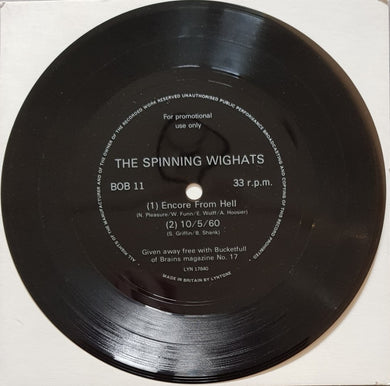 ALL RIGHTS OF THE MANUFACTURER AND OF THE OWNER OF THE RECORDED WORK RESERVED UNAUTHORISED PUBLIC PERFORMANCE BROADCASTING AND COPYING OF THIS RECORD PROHIBITED
For promotional
use only
THE SPINNING WIGHATS
BOB 11 33 r.p.m.
(1) Encore From Hell
(N. Pleasure/W. Funn/E. Wulf/A. Hoosier)
(2) 10/5/60
(S. Griffin/B. Shank)
Given away free with Bucketfull
of Brains magazine No. 17
LYN 17640
MADE IN BRITAIN BY LYNTONE